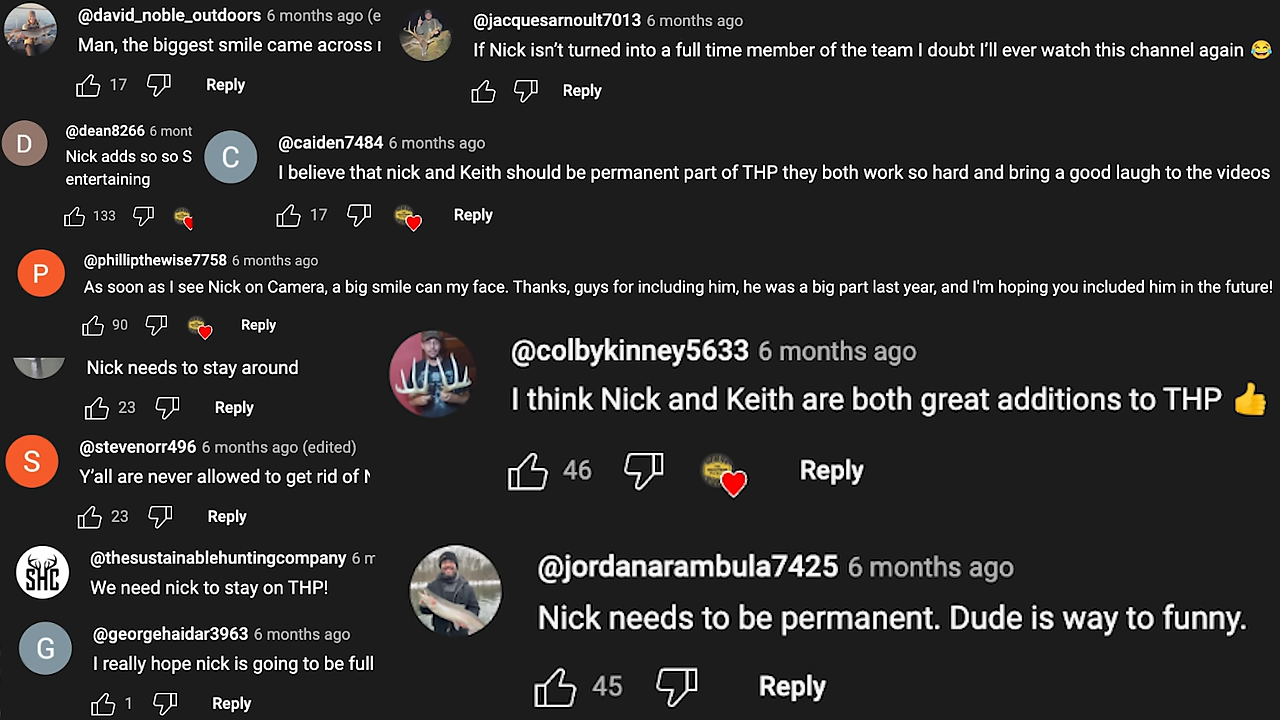 @david_noble_outdoors 6 months ago (e
Man, the biggest smile came across
17 Reply
@jacquesarnoult7013 6 months ago
If Nick isn’t turned into a full time member of the team I doubt I’ll ever watch this channel again 😂
Reply
D
@dean8266 6 mont
Nick adds so so S
entertaining
133
C
@caiden7484 6 months ago
I believe that nick and Keith should be permanent part of THP they both work so hard and bring a good laugh to the videos
17 Reply
P
@phillipthewise7758 6 months ago
As soon as I see Nick on Camera, a big smile can my face. Thanks, guys for including him, he was a big part last year, and I'm hoping you included him in the future!
90 Reply
Nick needs to stay around
23 Reply
@colbykinney5633 6 months ago
I think Nick and Keith are both great additions to THP 👍
46 Reply
S
@stevenorr496 6 months ago (edited)
Y’all are never allowed to get rid of N
23 Reply
SHC
@thesustainablehuntingcompany 6 m
We need nick to stay on THP!
@jordanarambula7425 6 months ago
Nick needs to be permanent. Dude is way to funny.
45 Reply
G
@georgehaidar3963 6 months ago
I really hope nick is going to be full
1 Reply